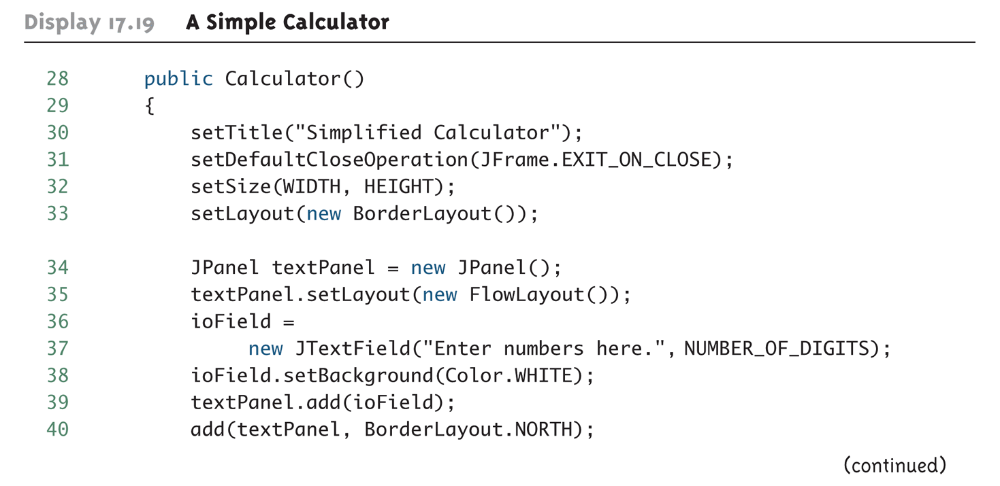 Display 17.19 A Simple Calculator
28 public Calculator()
29 {
30 setTitle("Simplified Calculator");
31 setDefaultCloseOperation(JFrame.EXIT_ON_CLOSE);
32 setSize(WIDTH, HEIGHT);
33 setLayout(new BorderLayout());
34 JPanel textPanel = new JPanel();
35 textPanel.setLayout(new FlowLayout());
36 ioField =
37 new JTextField("Enter numbers here.", NUMBER_OF_DIGITS);
38 ioField.setBackground(Color.WHITE);
39 textPanel.add(ioField);
40 add(textPanel, BorderLayout.NORTH);
(continued)